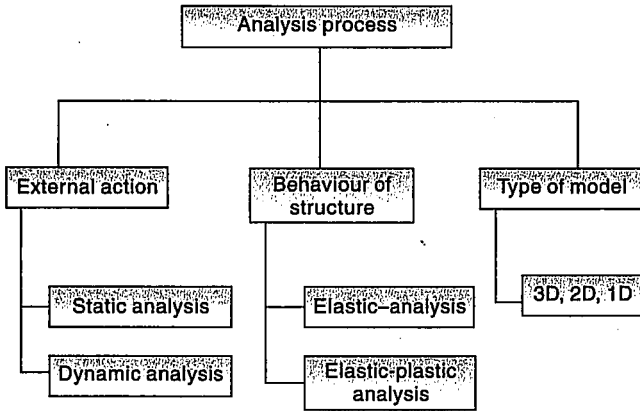 Analysis process
External action
Behaviour of
structure
Type of model
Static analysis
Dynamic analysis
Elastic–analysis
Elastic-plastic
analysis
3D, 2D, 1D